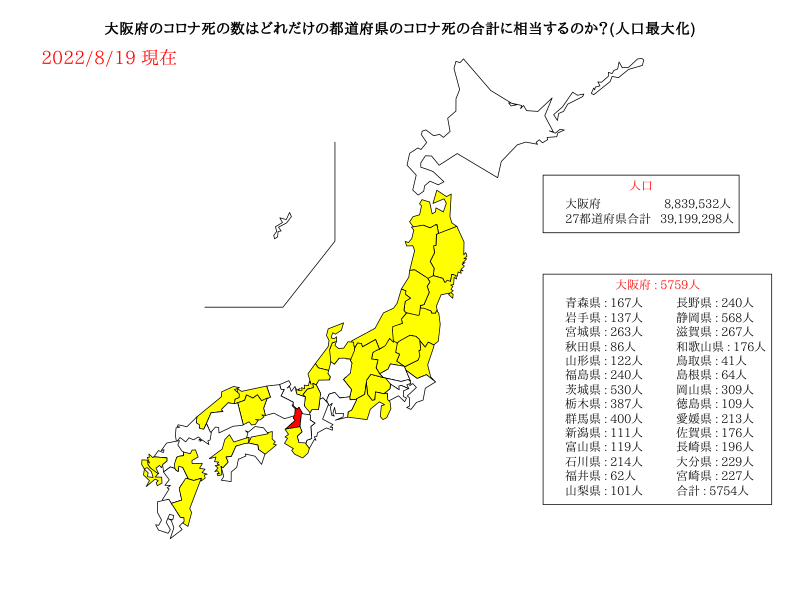 大阪府のコロナ死の数はどれだけの都道府県のコロナ死の合計に相当するのか?(人口最大化)
2022/8/19 現在
人口
大阪府 8,839,532人
27都道府県合計 39,199,298人
大阪府 : 5759人
青森県 : 167人 長野県 : 240人
岩手県 : 137人 静岡県 : 568人
宮城県 : 263人 滋賀県 : 267人
秋田県 : 86人 和歌山県 : 176人
山形県 : 122人 鳥取県 : 41人
福島県 : 240人 島根県 : 64人
茨城県 : 530人 岡山県 : 309人
栃木県 : 387人 徳島県 : 109人
群馬県 : 400人 愛媛県 : 213人
新潟県 : 111人 佐賀県 : 176人
富山県 : 119人 長崎県 : 196人
石川県 : 214人 大分県 : 229人
福井県 : 62人 宮崎県 : 227人
山梨県 : 101人 合計 : 5754人